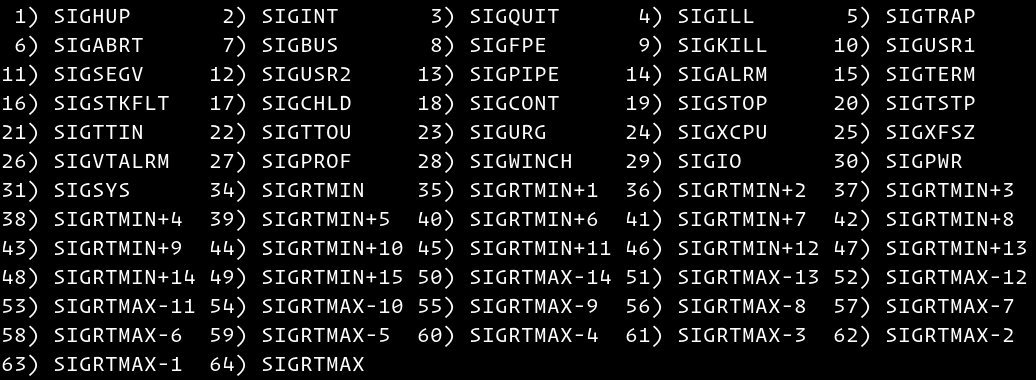 1) SIGHUP 2) SIGINT 3) SIGQUIT 4) SIGILL 5) SIGTRAP
6) SIGABRT 7) SIGBUS 8) SIGFPE 9) SIGKILL 10) SIGUSR1
11) SIGSEGV 12) SIGUSR2 13) SIGPIPE 14) SIGALRM 15) SIGTERM
16) SIGSTKFLT 17) SIGCHLD 18) SIGCONT 19) SIGSTOP 20) SIGTSTP
21) SIGTTIN 22) SIGTTOU 23) SIGURG 24) SIGXCPU 25) SIGXFSZ
26) SIGVTALRM 27) SIGPROF 28) SIGWINCH 29) SIGIO 30) SIGPWR
31) SIGSYS 34) SIGRTMIN 35) SIGRTMIN+1 36) SIGRTMIN+2 37) SIGRTMIN+3
38) SIGRTMIN+4 39) SIGRTMIN+5 40) SIGRTMIN+6 41) SIGRTMIN+7 42) SIGRTMIN+8
43) SIGRTMIN+9 44) SIGRTMIN+10 45) SIGRTMIN+11 46) SIGRTMIN+12 47) SIGRTMIN+13
48) SIGRTMIN+14 49) SIGRTMIN+15 50) SIGRTMAX-14 51) SIGRTMAX-13 52) SIGRTMAX-12
53) SIGRTMAX-11 54) SIGRTMAX-10 55) SIGRTMAX-9 56) SIGRTMAX-8 57) SIGRTMAX-7
58) SIGRTMAX-6 59) SIGRTMAX-5 60) SIGRTMAX-4 61) SIGRTMAX-3 62) SIGRTMAX-2
63) SIGRTMAX-1 64) SIGRTMAX